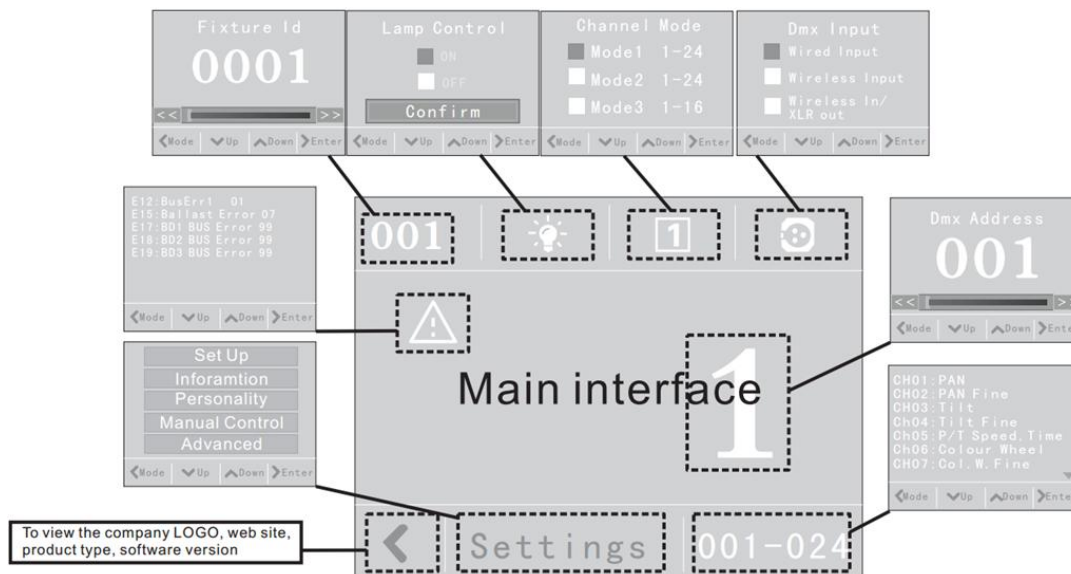 Fixture Id
0001
<< >>
Mode Up Down Enter
Lamp Control
ON
OFF
Confirm
Mode Up Down Enter
Channel Mode
Mode1 1-24
Mode2 1-24
Mode3 1-16
Mode Up Down Enter
Dmx Input
Wired Input
Wireless Input
Wireless In/
XLR out
Mode Up Down Enter
E12:BusErr1 01
E15:Ballast Error 07
E17:BD1 BUS Error 99
E18:BD2 BUS Error 99
E19:BD3 BUS Error 99
Mode Up Down Enter
001
1
Dmx Address
001
<< >>
Mode Up Down Enter
Set Up
Inforamtion
Personality
Manual Control
Advanced
Mode Up Down Enter
Main interface
1
CH01:PAN
CH02:PAN Fine
CH03:Tilt
Ch04:Tilt Fine
Ch05:P/T Speed.Time
Ch06:Colour Wheel
CH07:Col.W.Fine
Mode Up Down Enter
To view the company LOGO, web site,
product type, software version
Settings
001-024